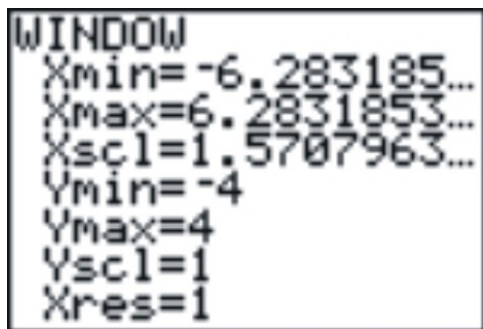 WINDOW
Xmin=-6.283185…
Xmax=6.2831853…
Xscl=1.5707963…
Ymin=-4
Ymax=4
Yscl=1
Xres=1